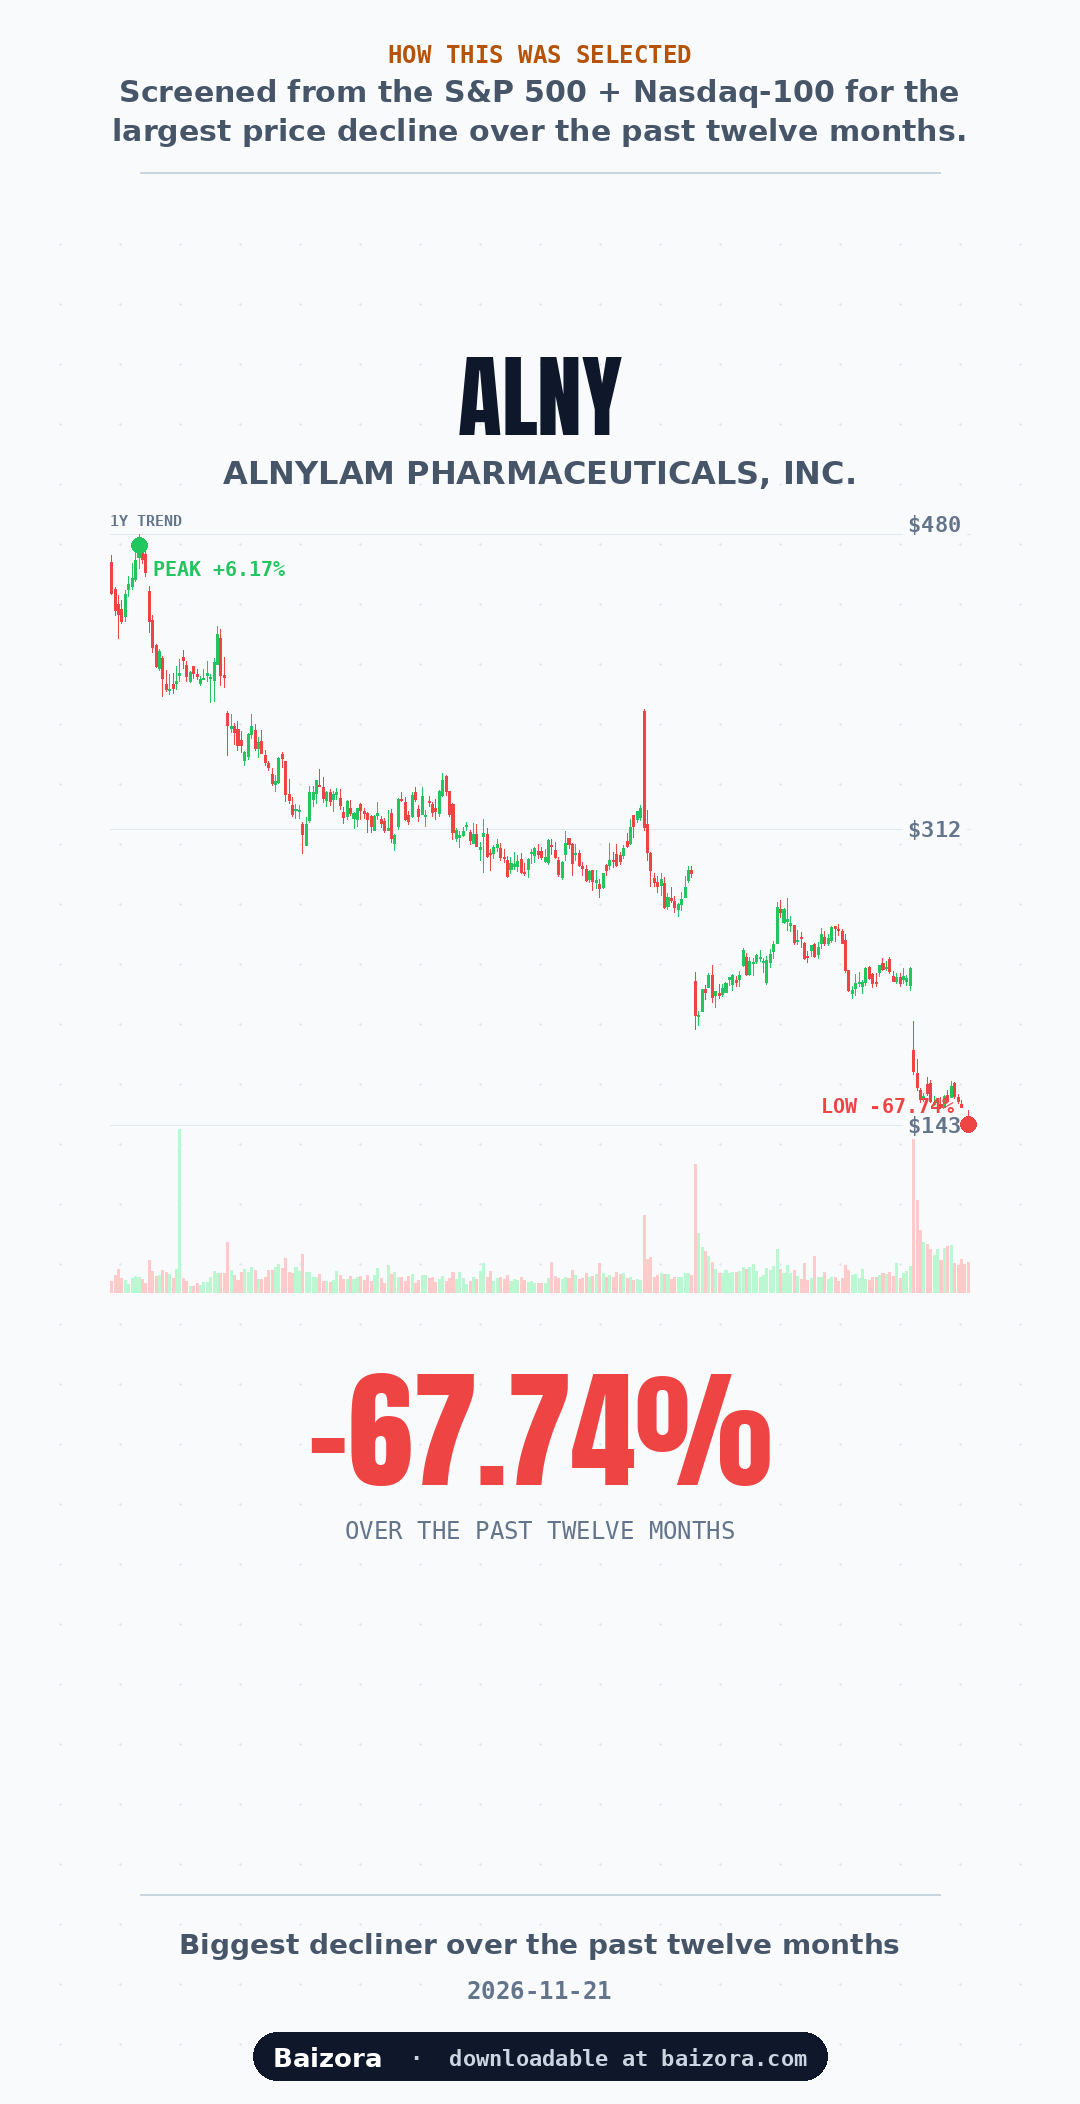 HOW THIS WAS SELECTED
Screened from the S&P 500 + Nasdaq-100 for the
largest price decline over the past twelve months.
ALNY
ALNYLAM PHARMACEUTICALS, INC.
1Y TREND
$480
PEAK +6.17%
$312
LOW -67.74%
$143
-67.74%
OVER THE PAST TWELVE MONTHS
Biggest decliner over the past twelve months
2026-11-21
Baizora · downloadable at baizora.com